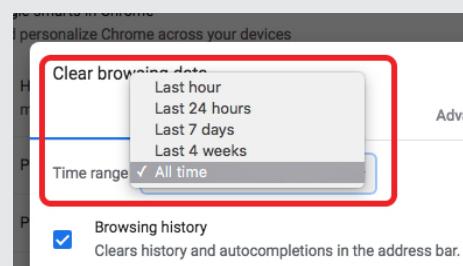 gle smarts in Chrome
personalize Chrome across your devices
Clear browsing data
Last hour
Last 24 hours
Adva
Last 7 days
Last 4 weeks
Time range ✓ All time
Browsing history
Clears history and autocompletions in the address bar.